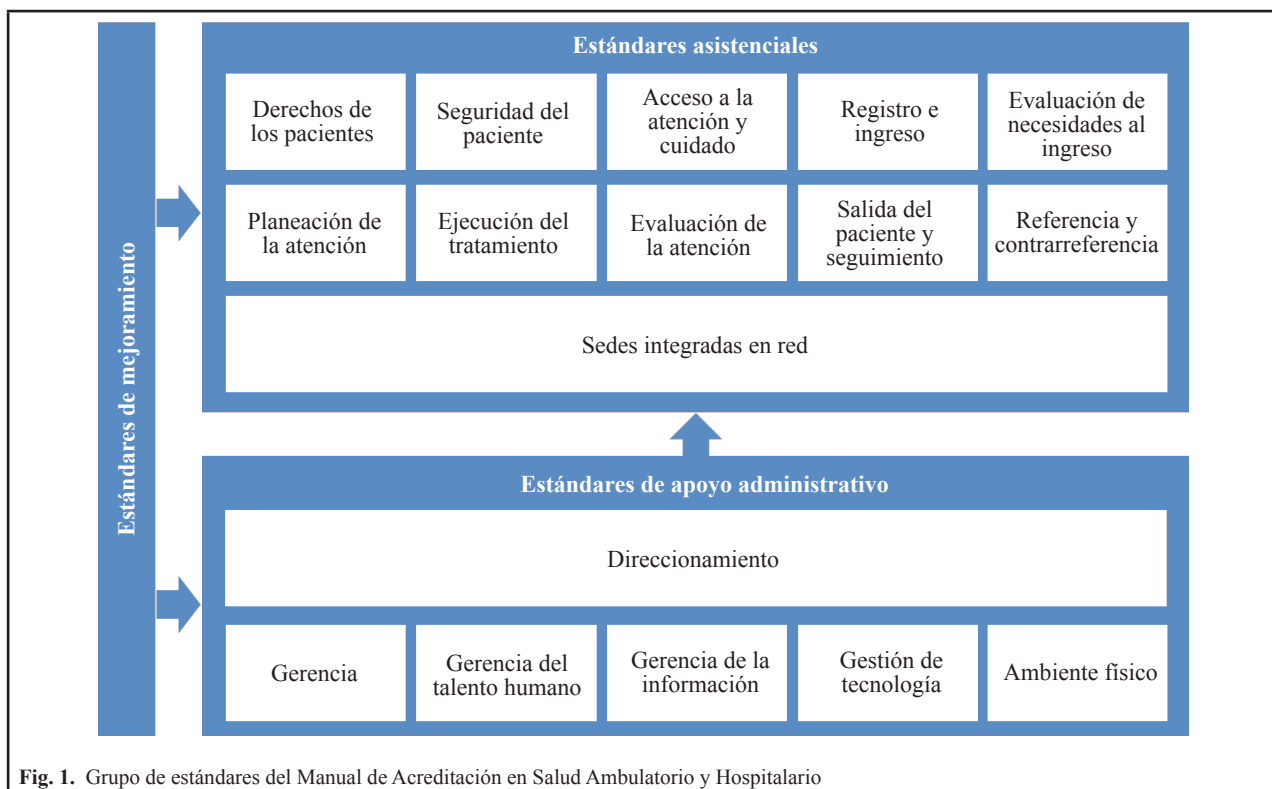 Estándares de mejoramiento
Estándares asistenciales
Derechos de
los pacientes
Seguridad del
paciente
Acceso a la
atención y
cuidado
Registro e
ingreso
Evaluación de
necesidades al
ingreso
Planeación de
la atención
Ejecución del
tratamiento
Evaluación de
la atención
Salida del
paciente y
seguimiento
Referencia y
contrarreferencia
Sedes integradas en red
Estándares de apoyo administrativo
Direccionamiento
Gerencia
Gerencia del
talento humano
Gerencia de la
información
Gestión de
tecnología
Ambiente físico
Fig. 1. Grupo de estándares del Manual de Acreditación en Salud Ambulatorio y Hospitalario